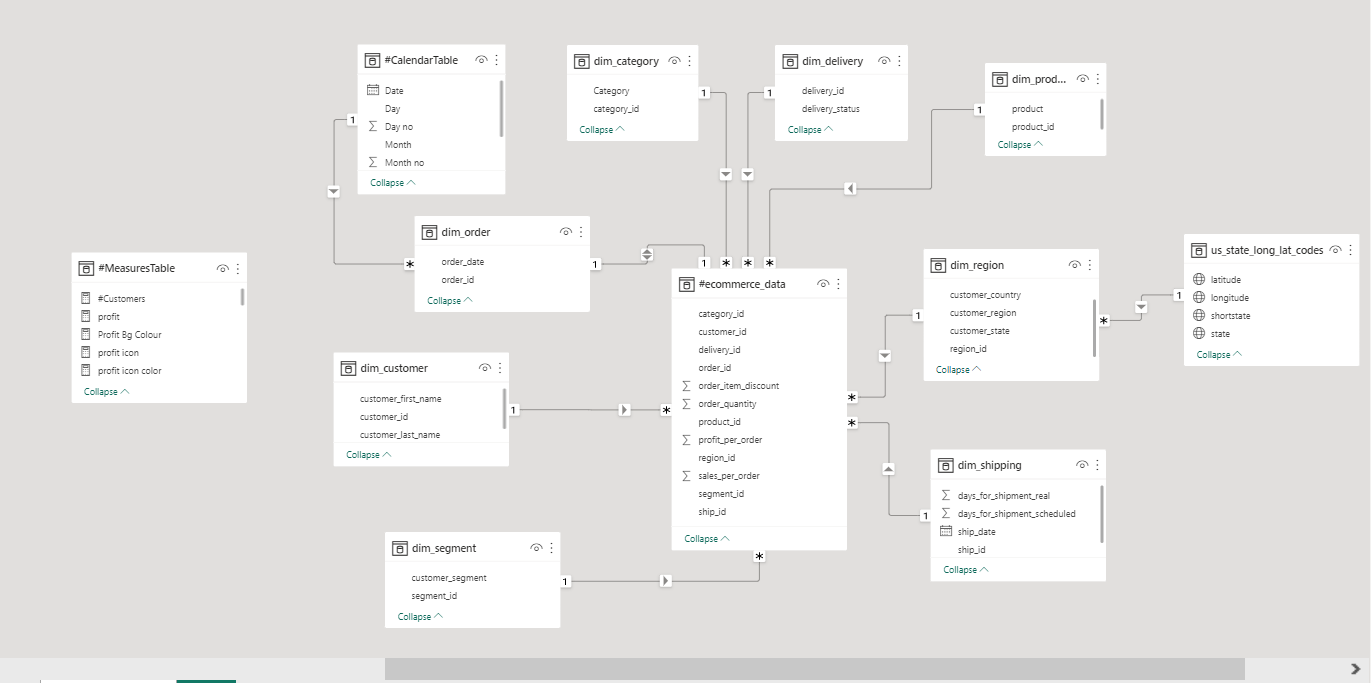 #CalendarTable
Date
Day
Day no
Month
Month no
Collapse
dim_category
Category
category_id
Collapse
dim_delivery
delivery_id
delivery_status
Collapse
dim_prod...
product
product_id
Collapse
1
1
1
1
dim_order
order_date
order_id
Collapse
*
1
1
*
*
*
#MeasuresTable
#Customers
profit
Profit Bg Colour
profit icon
profit icon color
Collapse
#ecommerce_data
category_id
customer_id
delivery_id
order_id
order_item_discount
order_quantity
product_id
profit_per_order
region_id
sales_per_order
segment_id
ship_id
Collapse
dim_region
customer_country
customer_region
customer_state
region_id
Collapse
1
*
*
1
us_state_long_lat_codes
latitude
longitude
shortstate
state
Collapse
dim_customer
customer_first_name
customer_id
customer_last_name
Collapse
1
*
*
1
dim_shipping
days_for_shipment_real
days_for_shipment_scheduled
ship_date
ship_id
Collapse
dim_segment
customer_segment
segment_id
Collapse
1
*